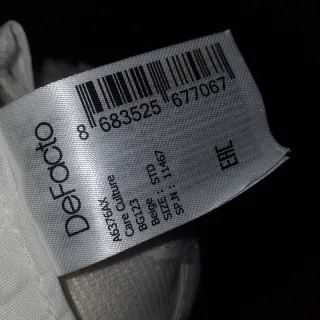 8 683525 677067
DeFacto
A6376AX
Care Culture
BG123
Beige
SIZE : STD
SP.N : 11467
EAC